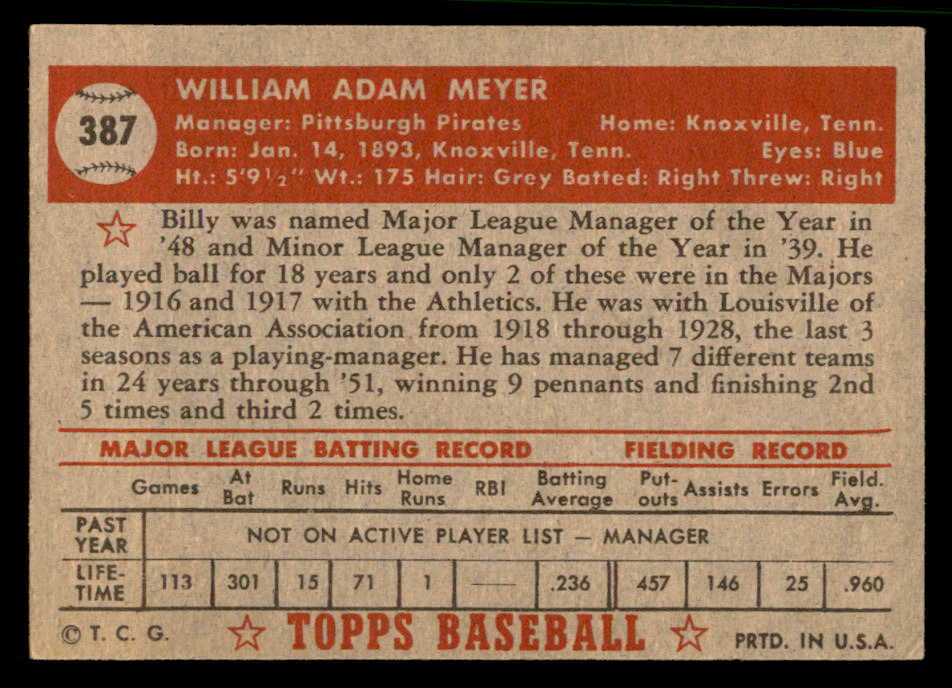 387
WILLIAM ADAM MEYER
Manager: Pittsburgh Pirates Home: Knoxville, Tenn.
Born: Jan. 14, 1893, Knoxville, Tenn. Eyes: Blue
Ht.: 5'9½" Wt.: 175 Hair: Grey Batted: Right Threw: Right
Billy was named Major League Manager of the Year in
'48 and Minor League Manager of the Year in '39. He
played ball for 18 years and only 2 of these were in the Majors
— 1916 and 1917 with the Athletics. He was with Louisville of
the American Association from 1918 through 1928, the last 3
seasons as a playing-manager. He has managed 7 different teams
in 24 years through '51, winning 9 pennants and finishing 2nd
5 times and third 2 times.
MAJOR LEAGUE BATTING RECORD FIELDING RECORD
Games At Bat Runs Hits Home Runs RBI Batting Average Put-outs Assists Errors Field. Avg.
PAST YEAR NOT ON ACTIVE PLAYER LIST — MANAGER
LIFE-TIME 113 301 15 71 1 — .236 457 146 25 .960
© T. C. G. TOPPS BASEBALL PRTD. IN U.S.A.